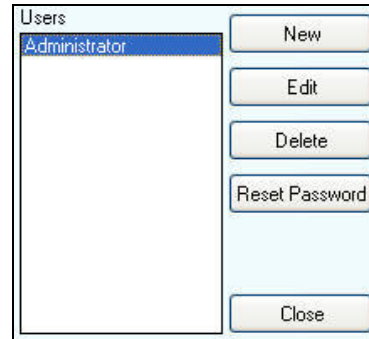 Users
Administrator
New
Edit
Delete
Reset Password
Close